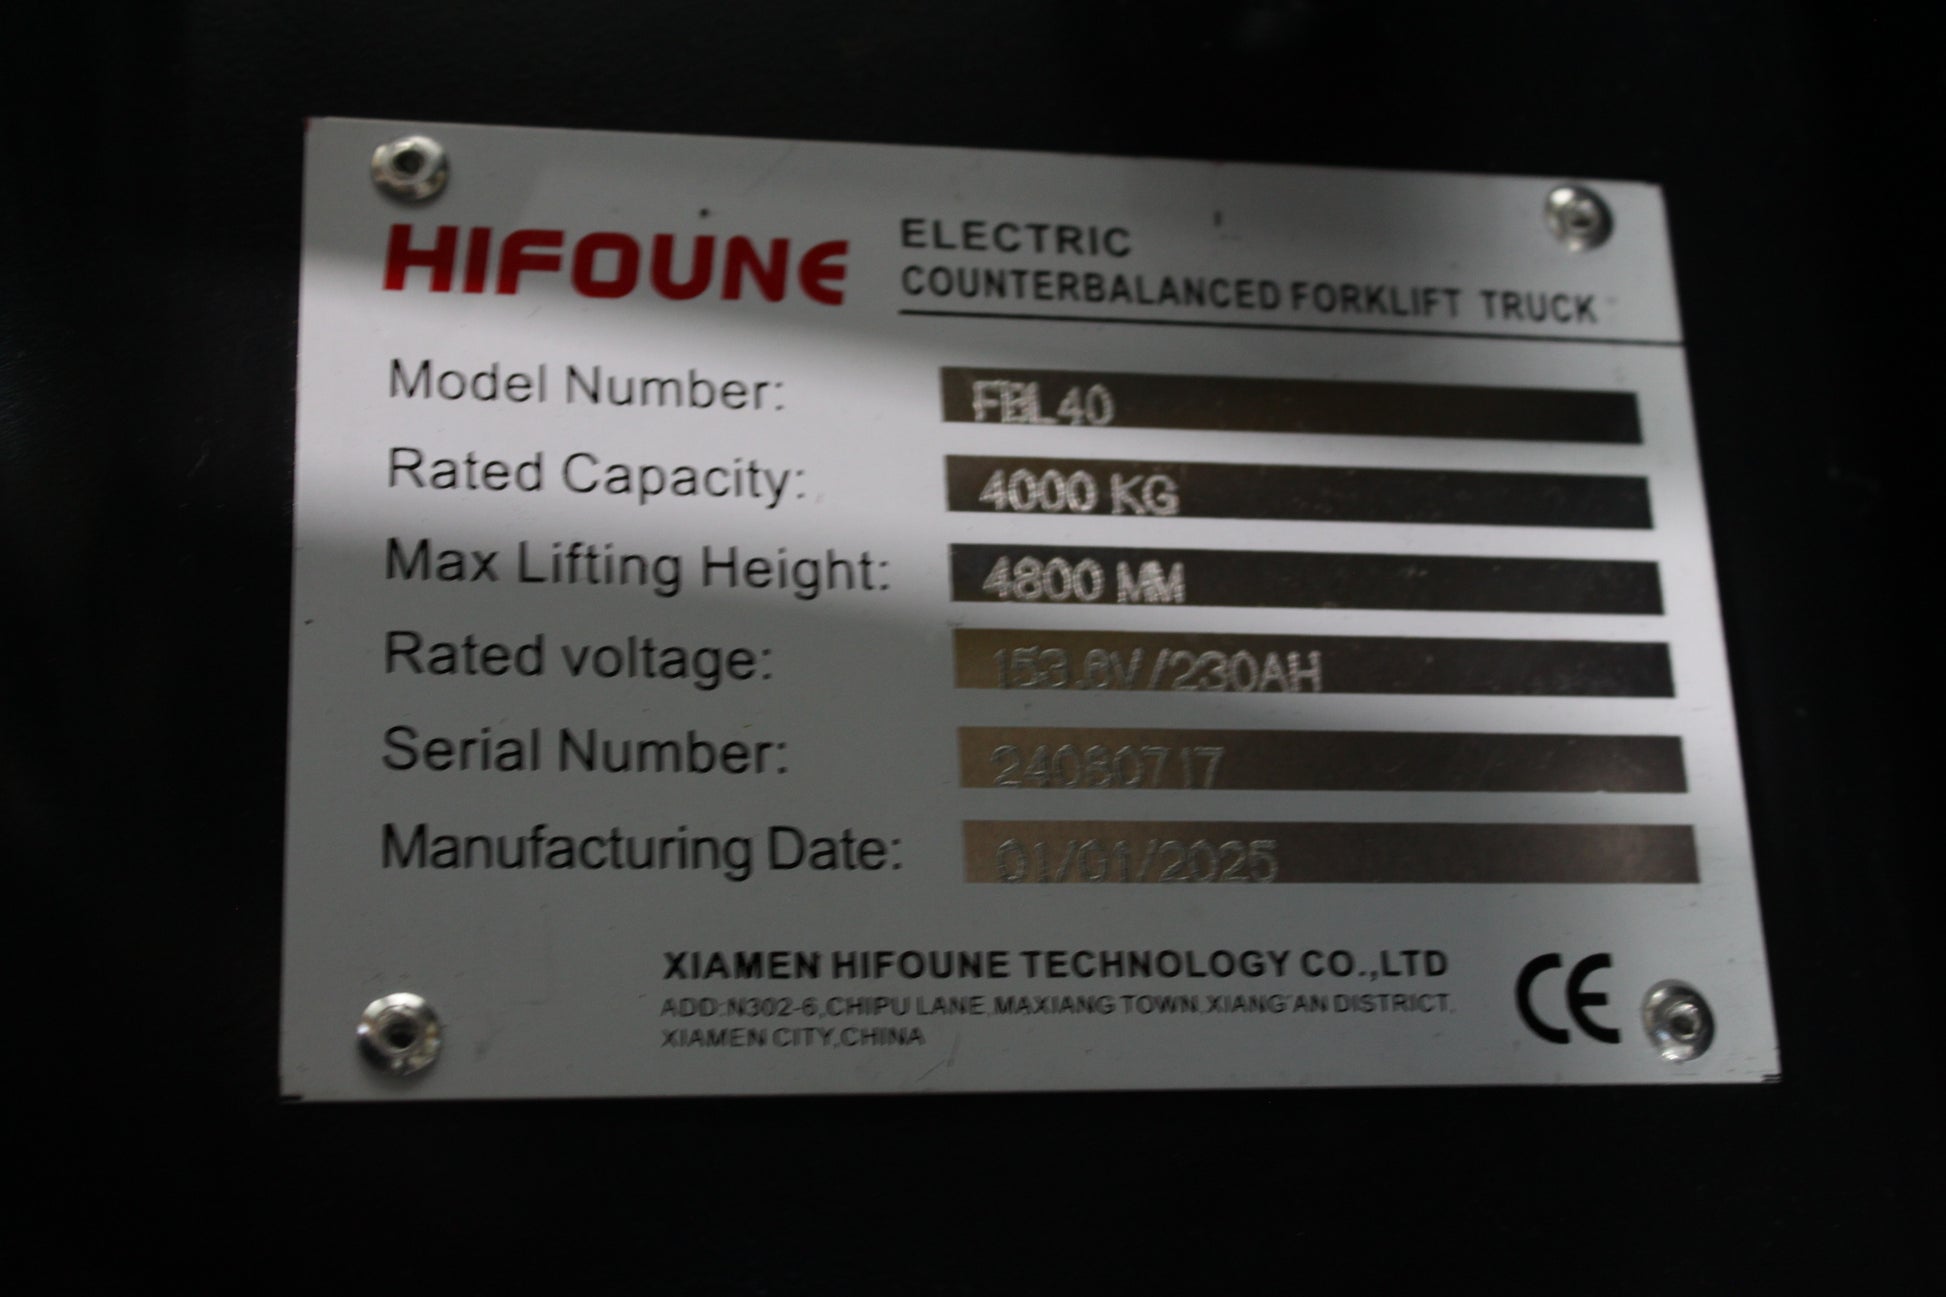 HIFOUNE
ELECTRIC
COUNTERBALANCED FORKLIFT TRUCK
Model Number: FBL40
Rated Capacity: 4000 KG
Max Lifting Height: 4800 MM
Rated voltage: 153.6V/230AH
Serial Number: 24080717
Manufacturing Date: 01/01/2025
XIAMEN HIFOUNE TECHNOLOGY CO.,LTD
ADD:N302-6,CHIPU LANE,MAXIANG TOWN,XIANG'AN DISTRICT,
XIAMEN CITY,CHINA
CE